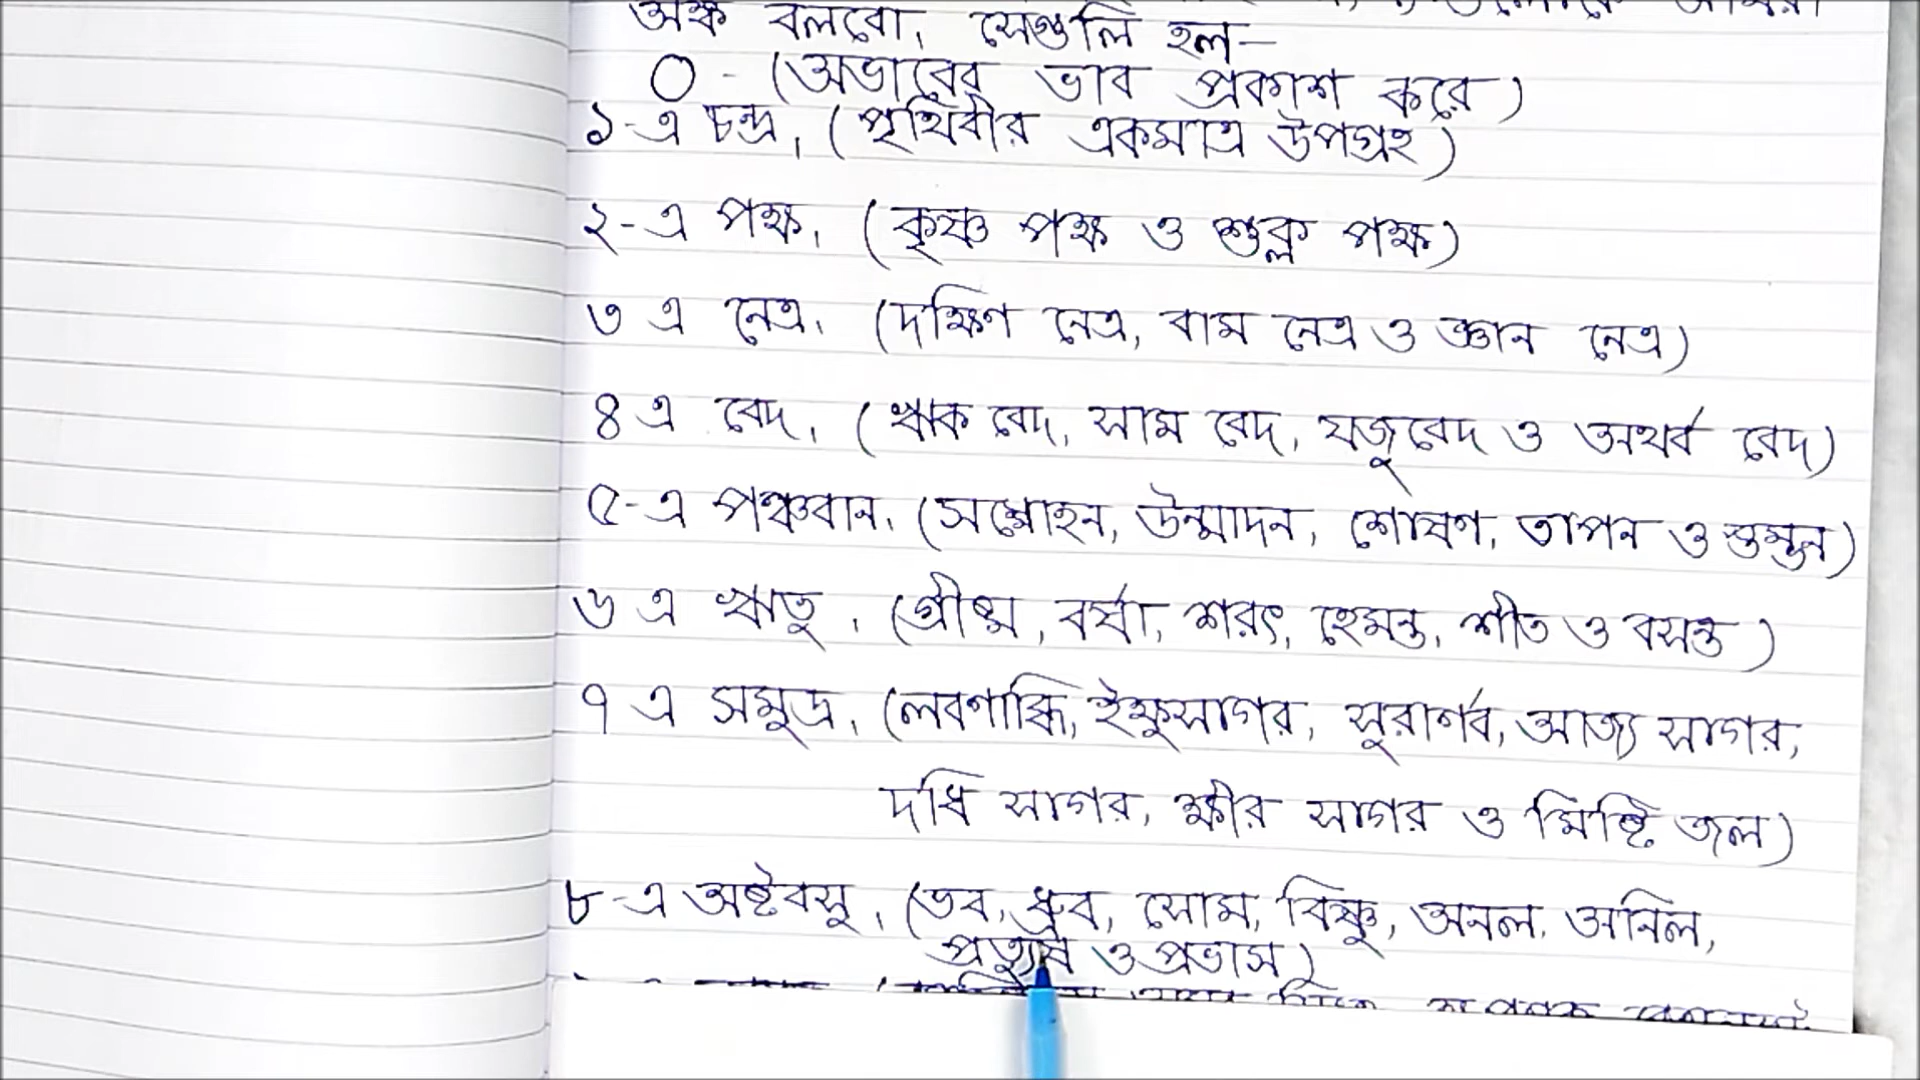 অঙ্ক বলবো, সেগুলি হল-
০ - (অভাবের ভাব প্রকাশ করে)
১-এ চন্দ্র, (পৃথিবীর একমাত্র উপগ্রহ)
২-এ পক্ষ, (কৃষ্ণ পক্ষ ও শুক্ল পক্ষ)
৩ এ নেত্র, (দক্ষিণ নেত্র, বাম নেত্র ও জ্ঞান নেত্র)
৪ এ বেদ, (ঋক বেদ, সাম বেদ, যজুবেদ ও অথর্ব বেদ)
৫-এ পঞ্চবান, (সম্মোহন, উন্মাদন, শোষণ, তাপন ও স্তম্ভন)
৬ এ ঋতু, (গ্রীষ্ম, বর্ষা, শরৎ, হেমন্ত, শীত ও বসন্ত)
৭ এ সমুদ্র, (লবণাব্ধি, ইক্ষুসাগর, সুরার্ণব, আজ্য সাগর,
দধি সাগর, ক্ষীর সাগর ও মিষ্টি জল)
৮-এ অষ্টবসু, (ভব, ধ্রুব, সোম, বিষ্ণু, অনল, অনিল,
প্রত্যুষ ও প্রভাস)